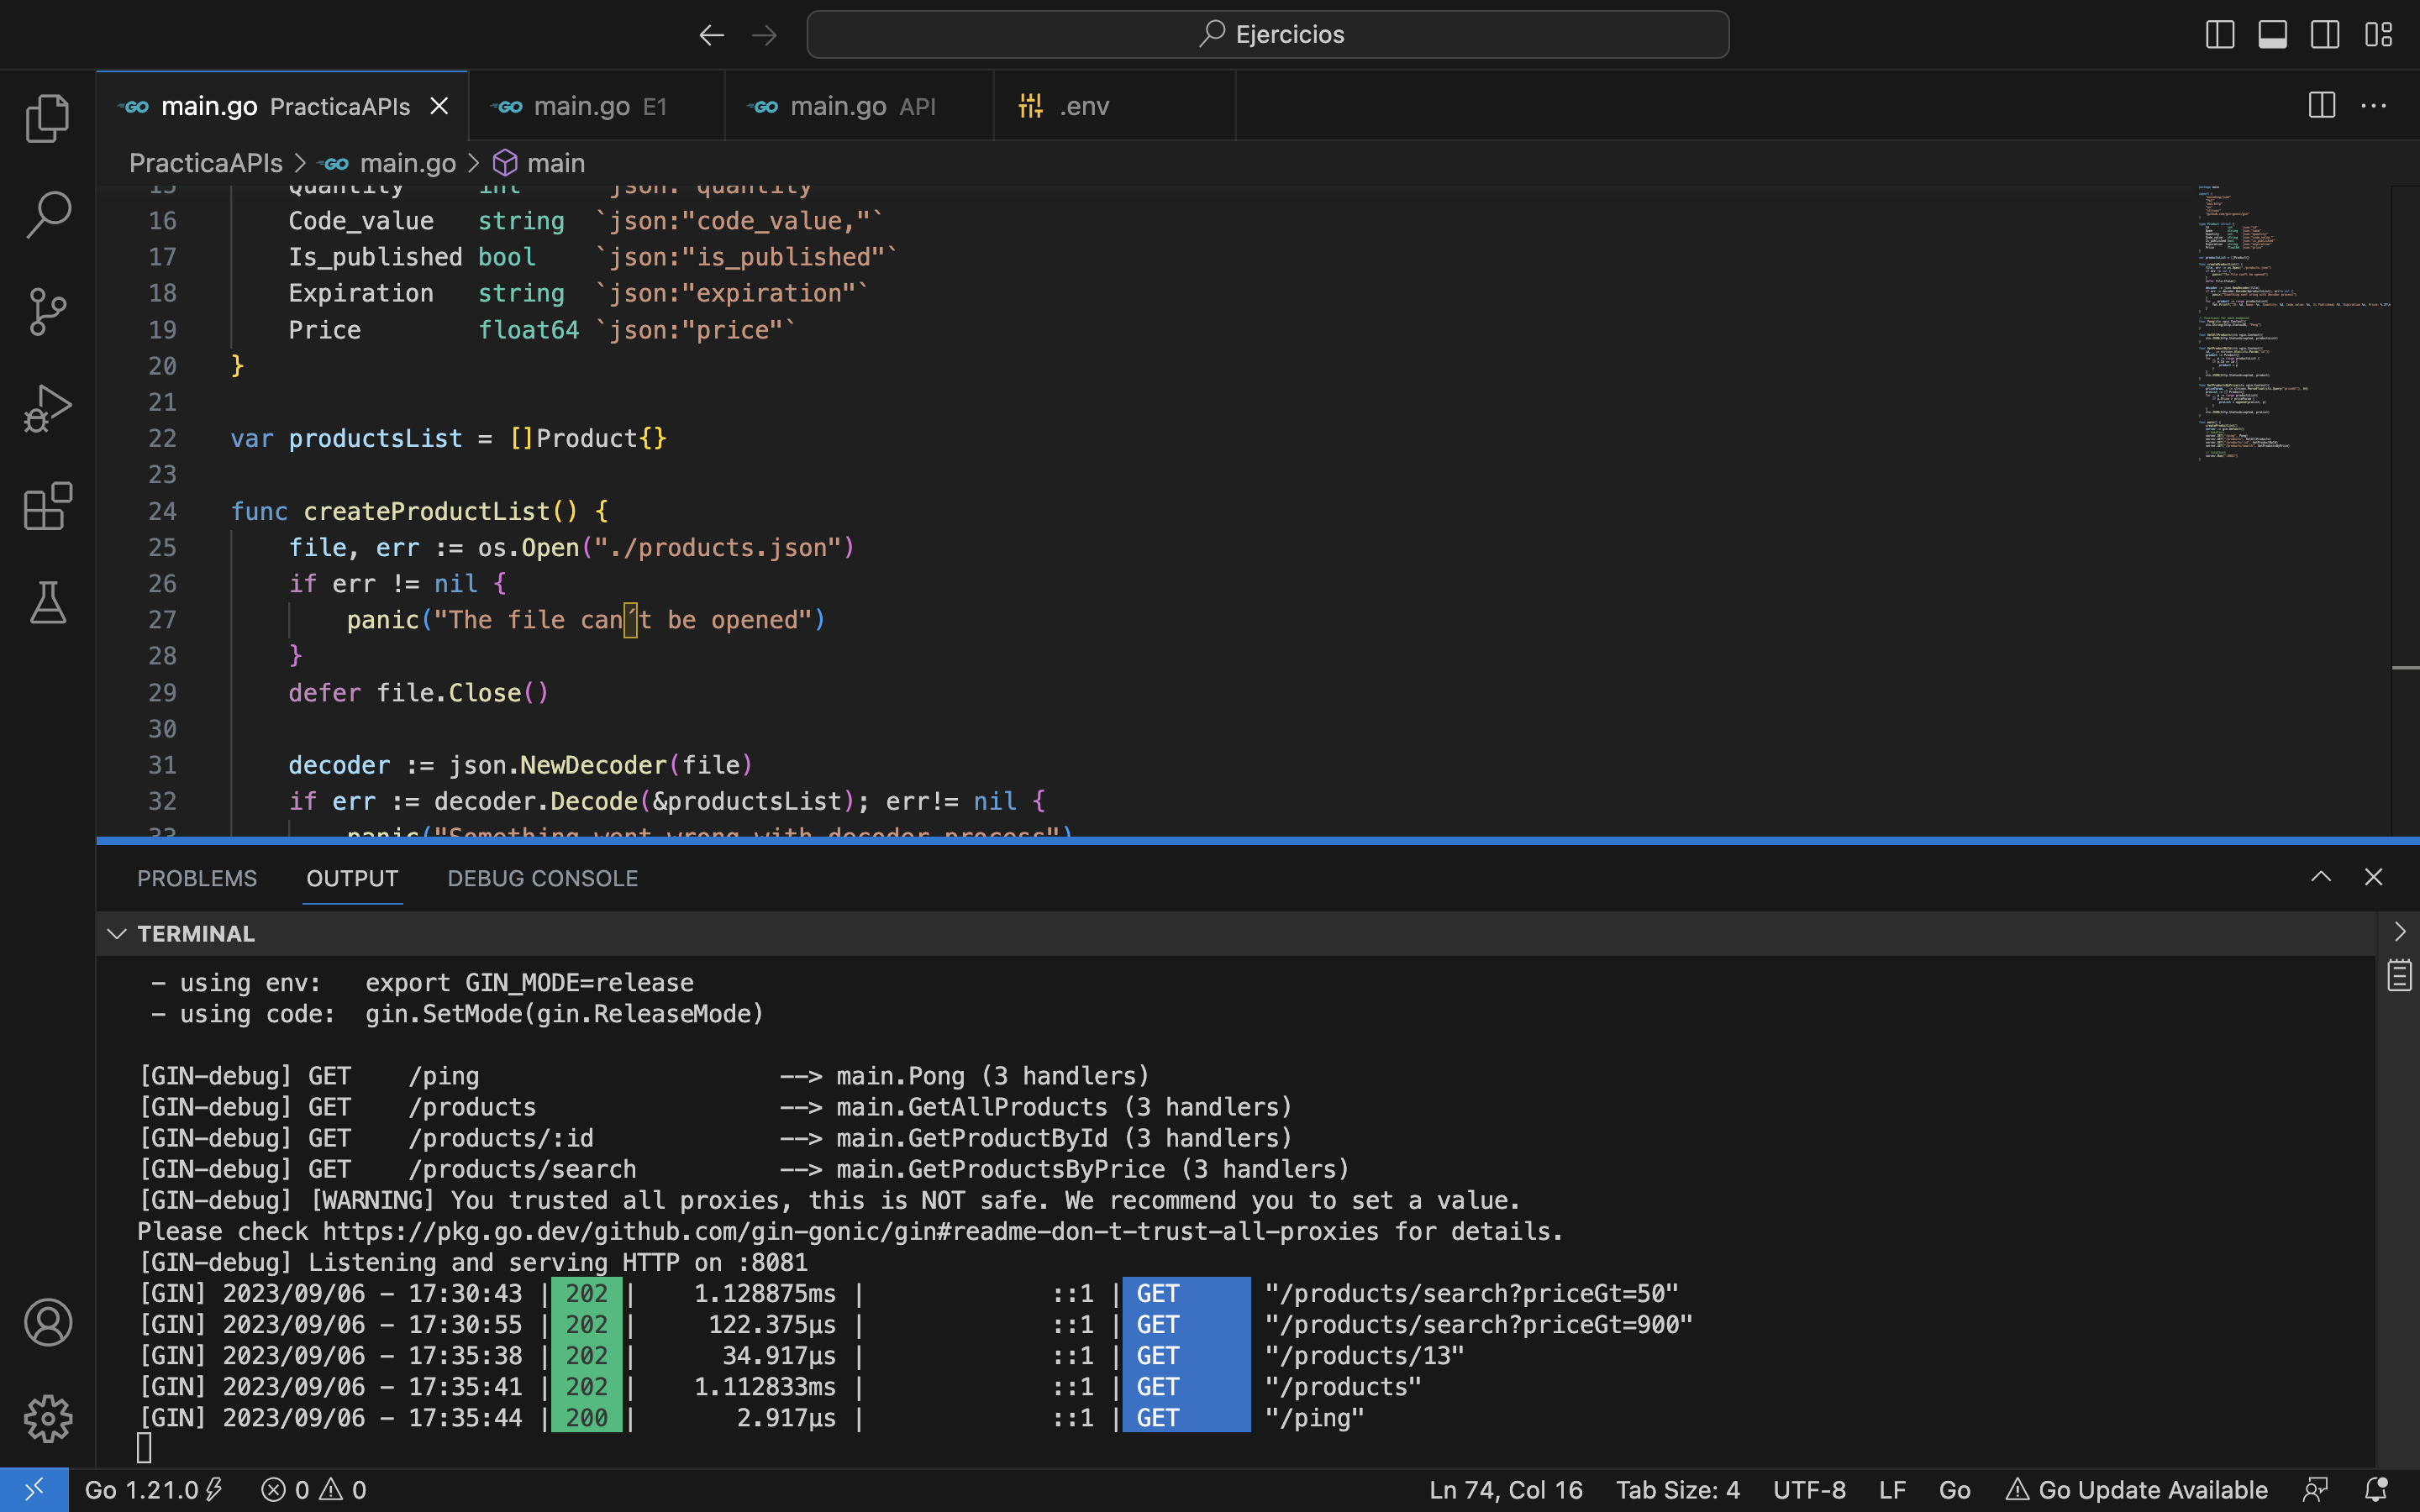 Ejercicios
main.go PracticaAPIs
main.go E1
main.go API
.env
PracticaAPIs > main.go > main
15 Quantity int `json:"quantity"`
16 Code_value string `json:"code_value,"`
17 Is_published bool `json:"is_published"`
18 Expiration string `json:"expiration"`
19 Price float64 `json:"price"`
20 }
21
22 var productsList = []Product{}
23
24 func createProductList() {
25 file, err := os.Open("./products.json")
26 if err != nil {
27 panic("The file can´t be opened")
28 }
29 defer file.Close()
30
31 decoder := json.NewDecoder(file)
32 if err := decoder.Decode(&productsList); err!= nil {
33 panic("Something went wrong with decoder process")
PROBLEMS OUTPUT DEBUG CONSOLE
TERMINAL
- using env: export GIN_MODE=release
- using code: gin.SetMode(gin.ReleaseMode)
[GIN-debug] GET /ping --> main.Pong (3 handlers)
[GIN-debug] GET /products --> main.GetAllProducts (3 handlers)
[GIN-debug] GET /products/:id --> main.GetProductById (3 handlers)
[GIN-debug] GET /products/search --> main.GetProductsByPrice (3 handlers)
[GIN-debug] [WARNING] You trusted all proxies, this is NOT safe. We recommend you to set a value.
Please check https://pkg.go.dev/github.com/gin-gonic/gin#readme-don-t-trust-all-proxies for details.
[GIN-debug] Listening and serving HTTP on :8081
[GIN] 2023/09/06 - 17:30:43 | 202 | 1.128875ms | ::1 | GET "/products/search?priceGt=50"
[GIN] 2023/09/06 - 17:30:55 | 202 | 122.375µs | ::1 | GET "/products/search?priceGt=900"
[GIN] 2023/09/06 - 17:35:38 | 202 | 34.917µs | ::1 | GET "/products/13"
[GIN] 2023/09/06 - 17:35:41 | 202 | 1.112833ms | ::1 | GET "/products"
[GIN] 2023/09/06 - 17:35:44 | 200 | 2.917µs | ::1 | GET "/ping"
Go 1.21.0 0 0 Ln 74, Col 16 Tab Size: 4 UTF-8 LF Go Go Update Available